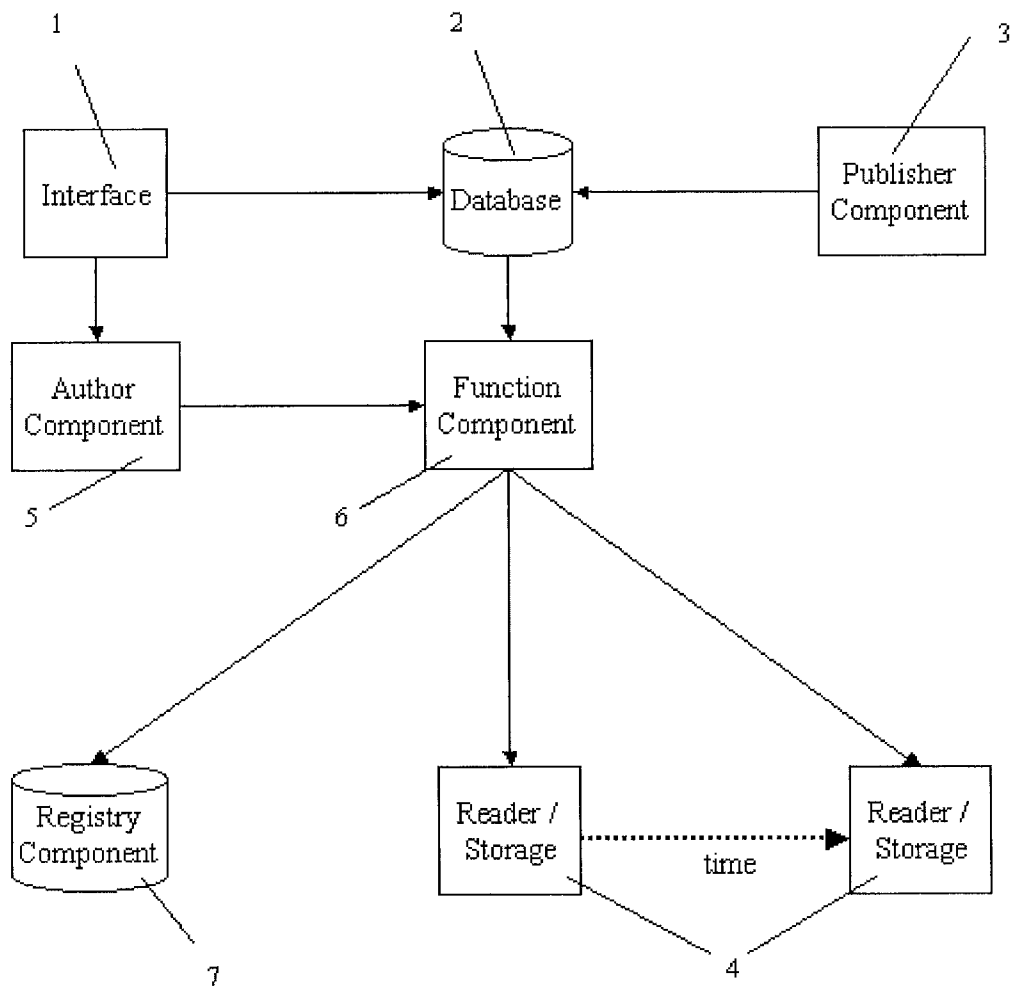 1
2
3
Interface
Database
Publisher
Component
Author
Component
Function
Component
5
6
Registry
Component
Reader /
Storage
time
Reader /
Storage
7
4